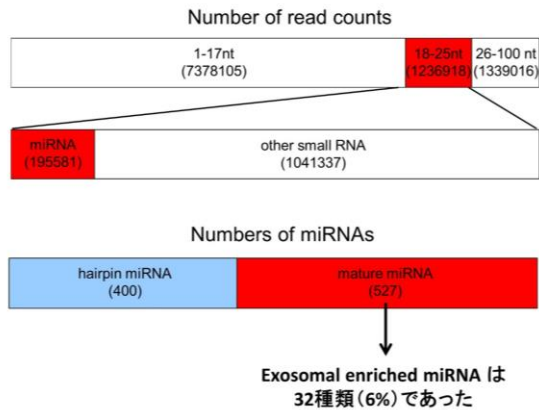 Number of read counts
1-17nt
(7378105)
18-25nt
(1236918)
26-100 nt
(1339016)
miRNA
(195581)
other small RNA
(1041337)
Numbers of miRNAs
hairpin miRNA
(400)
mature miRNA
(527)
Exosomal enriched miRNA は
32種類(6%)であった